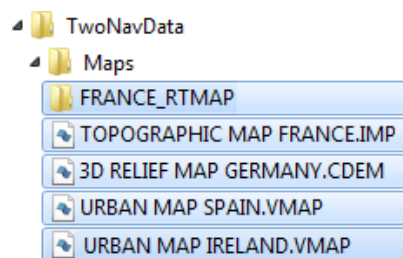 TwoNavData
Maps
FRANCE_RTMAP
TOPOGRAPHIC MAP FRANCE.IMP
3D RELIEF MAP GERMANY.CDEM
URBAN MAP SPAIN.VMAP
URBAN MAP IRELAND.VMAP